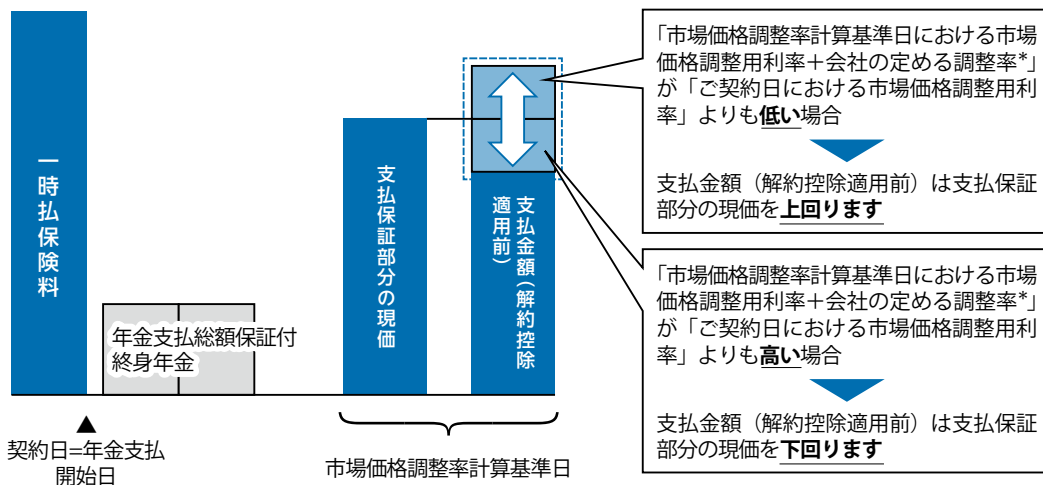 一時払保険料
年金支払総額保証付
終身年金
▲
契約日=年金支払
開始日
支払保証部分の現価
支払金額（解約控除
適用前）
市場価格調整率計算基準日
「市場価格調整率計算基準日における市場
価格調整用利率＋会社の定める調整率*」
が「ご契約日における市場価格調整用利
率」よりも低い場合
支払金額（解約控除適用前）は支払保証
部分の現価を上回ります
「市場価格調整率計算基準日における市場
価格調整用利率＋会社の定める調整率*」
が「ご契約日における市場価格調整用利
率」よりも高い場合
支払金額（解約控除適用前）は支払保証
部分の現価を下回ります